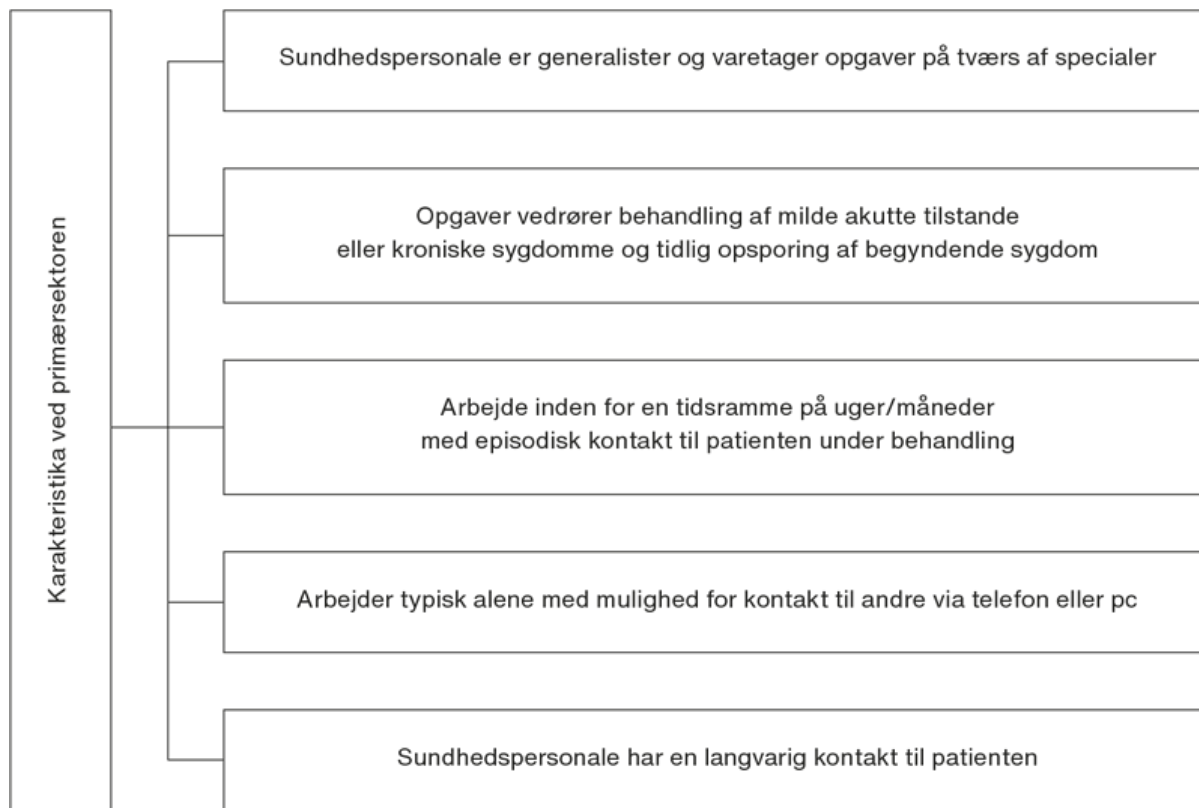 Karakteristika ved primærsektoren
Sundhedspersonale er generalister og varetager opgaver på tværs af specialer
Opgaver vedrører behandling af milde akutte tilstande
eller kroniske sygdomme og tidlig opsporing af begyndende sygdom
Arbejde inden for en tidsramme på uger/måneder
med episodisk kontakt til patienten under behandling
Arbejder typisk alene med mulighed for kontakt til andre via telefon eller pc
Sundhedspersonale har en langvarig kontakt til patienten